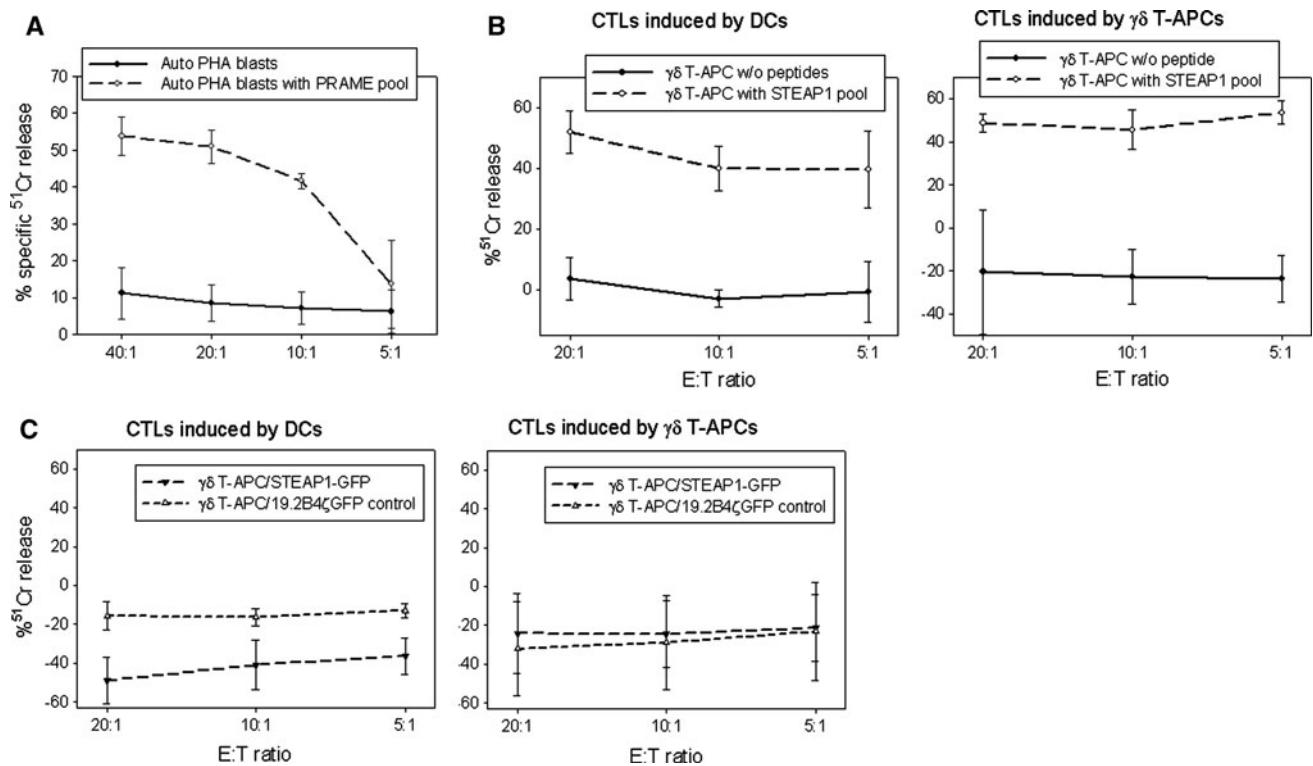 A
Auto PHA blasts
Auto PHA blasts with PRAME pool
% specific ⁵¹Cr release
70
60
50
40
30
20
10
0
40:1
20:1
10:1
5:1
B
CTLs induced by DCs
γδ T-APC w/o peptides
γδ T-APC with STEAP1 pool
%⁵¹Cr release
60
40
20
0
20:1
10:1
5:1
E:T ratio
CTLs induced by γδ T-APCs
γδ T-APC w/o peptide
γδ T-APC with STEAP1 pool
60
40
20
0
-20
-40
20:1
10:1
5:1
E:T ratio
C
CTLs induced by DCs
γδ T-APC/STEAP1-GFP
γδ T-APC/19.2B4ζGFP control
%⁵¹Cr release
60
40
20
0
-20
-40
-60
20:1
10:1
5:1
E:T ratio
CTLs induced by γδ T-APCs
γδ T-APC/STEAP1-GFP
γδ T-APC/19.2B4ζGFP control
60
40
20
0
-20
-40
-60
20:1
10:1
5:1
E:T ratio